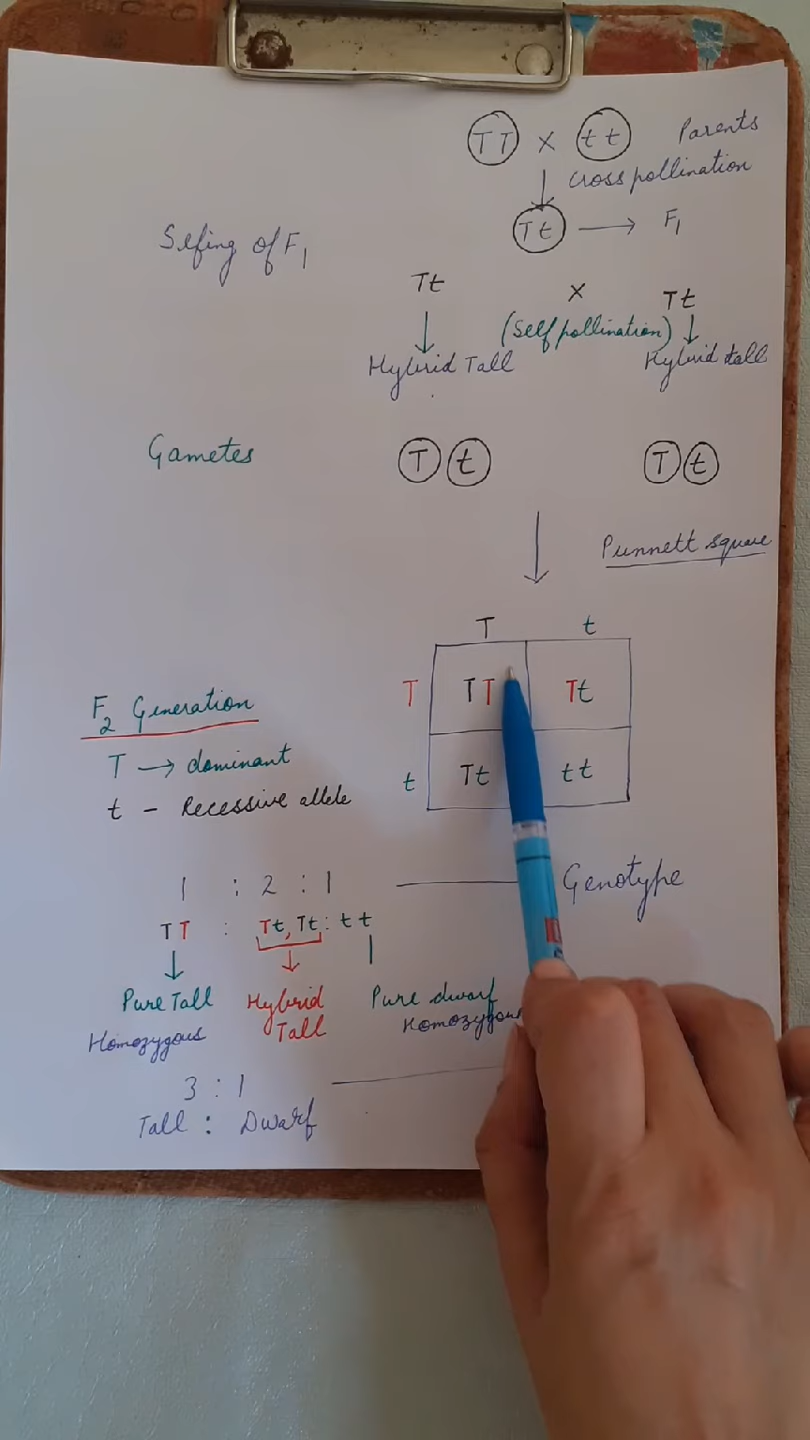 TT X tt Parents
Cross pollination
Tt → F1
Selfing of F1
Tt X Tt
(Self pollination)
Hybrid Tall Hybrid tall
Gametes T t T t
Punnett square
T t
T TT Tt
t Tt tt
F2 Generation
T → dominant
t - Recessive allele
1 : 2 : 1 Genotype
TT : Tt, Tt : tt
Pure Tall Hybrid Tall Pure dwarf
Homozygous Homozygous
3 : 1
Tall : Dwarf